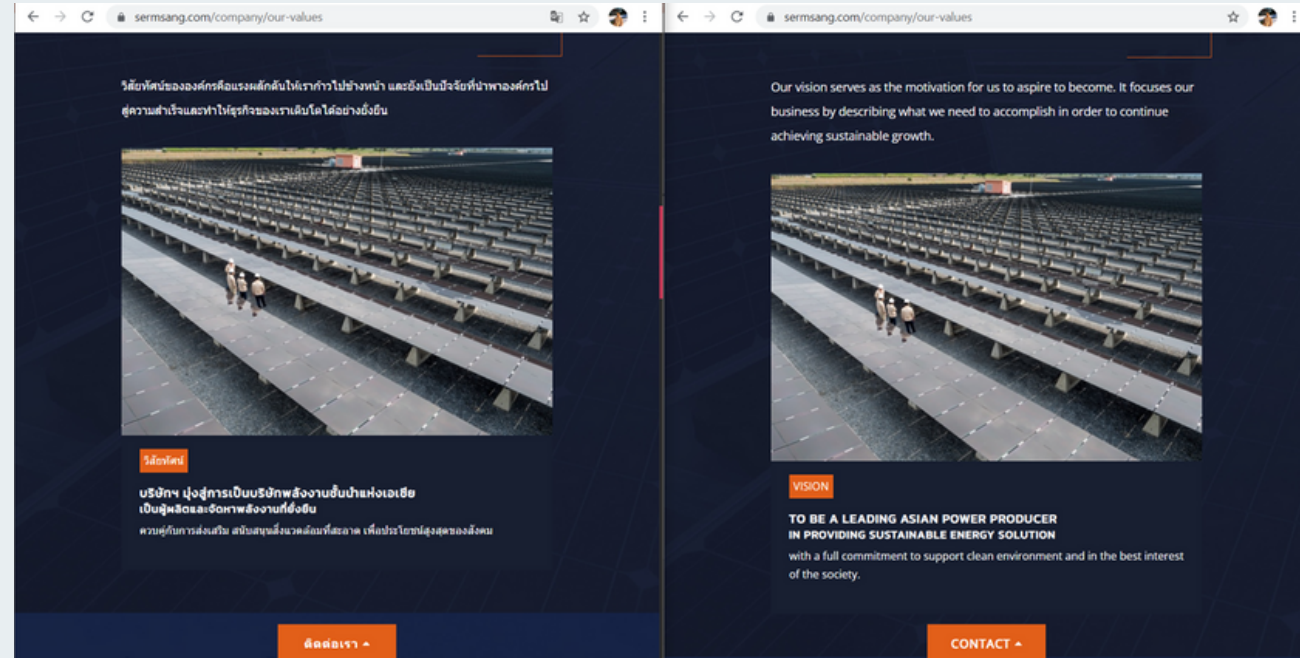 sermsang.com/company/our-values
วิสัยทัศน์ขององค์กรคือแรงผลักดันให้เราก้าวไปข้างหน้า และยังเป็นปัจจัยที่นำพาองค์กรไป
สู่ความสำเร็จและทำให้ธุรกิจของเราเติบโตได้อย่างยั่งยืน
วิสัยทัศน์
บริษัทฯ มุ่งสู่การเป็นบริษัทพลังงานชั้นนำแห่งเอเชีย
เป็นผู้ผลิตและจัดหาพลังงานที่ยั่งยืน
ควบคู่กับการส่งเสริม สนับสนุนสิ่งแวดล้อมที่สะอาด เพื่อประโยชน์สูงสุดของสังคม
ติดต่อเรา
sermsang.com/company/our-values
Our vision serves as the motivation for us to aspire to become. It focuses our
business by describing what we need to accomplish in order to continue
achieving sustainable growth.
VISION
TO BE A LEADING ASIAN POWER PRODUCER
IN PROVIDING SUSTAINABLE ENERGY SOLUTION
with a full commitment to support clean environment and in the best interest
of the society.
CONTACT